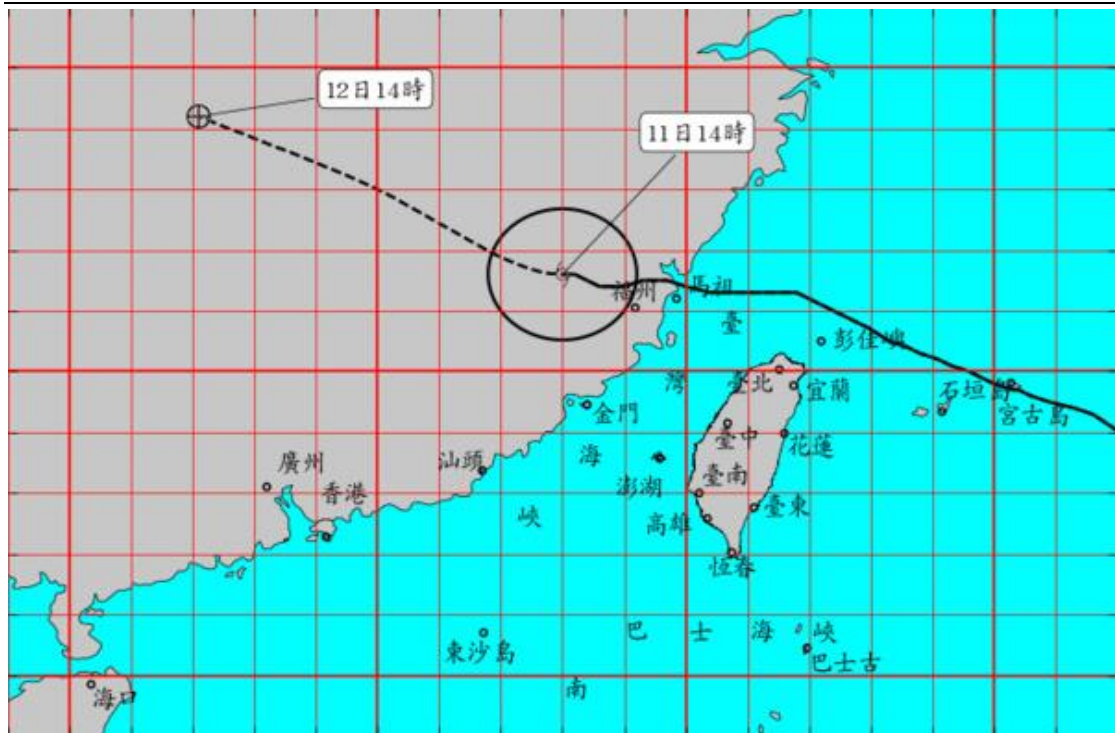 12日14時
11日14時
福州
馬祖
臺
彭佳嶼
灣
臺北
宜蘭
石垣島
宮古島
金門
海
臺中
花蓮
廣州
汕頭
澎湖
臺南
香港
峽
高雄
臺東
恆春
巴
士
海
峽
東沙島
巴士古
南
海口